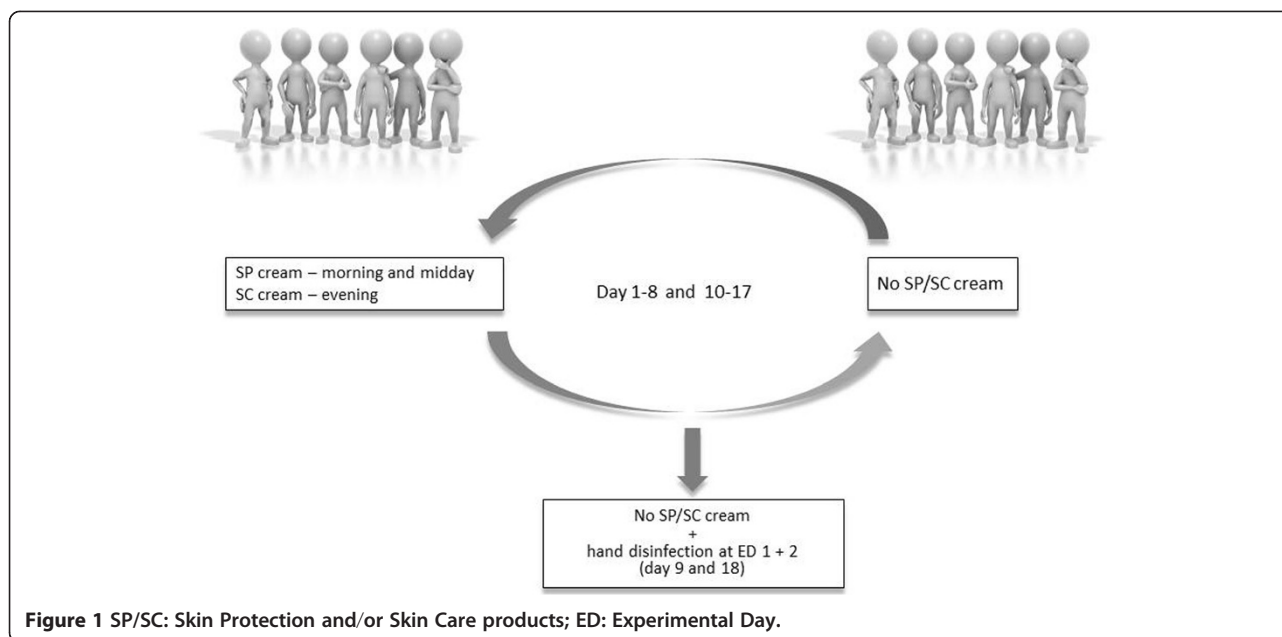 SP cream – morning and midday
SC cream – evening
Day 1-8 and 10-17
No SP/SC cream
No SP/SC cream
+
hand disinfection at ED 1 + 2
(day 9 and 18)
Figure 1 SP/SC: Skin Protection and/or Skin Care products; ED: Experimental Day.